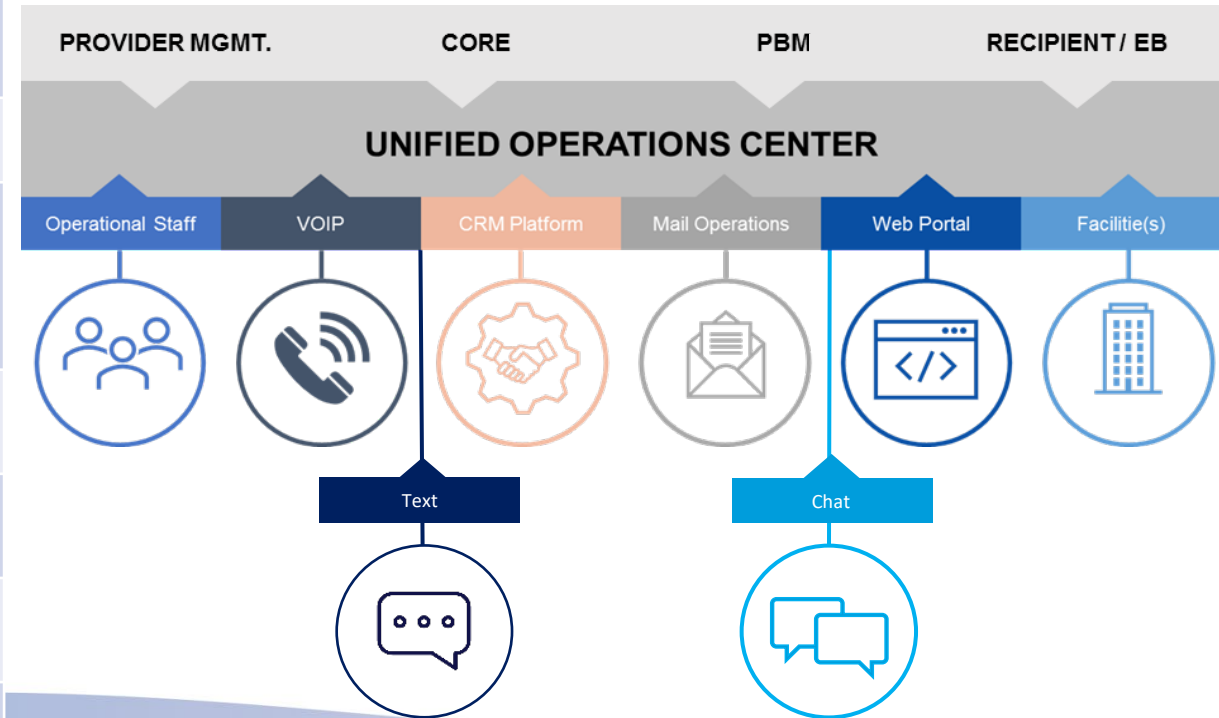 PROVIDER MGMT. CORE PBM RECIPIENT / EB
UNIFIED OPERATIONS CENTER
Operational Staff VOIP CRM Platform Mail Operations Web Portal Facilitie(s)
</>
Text Chat